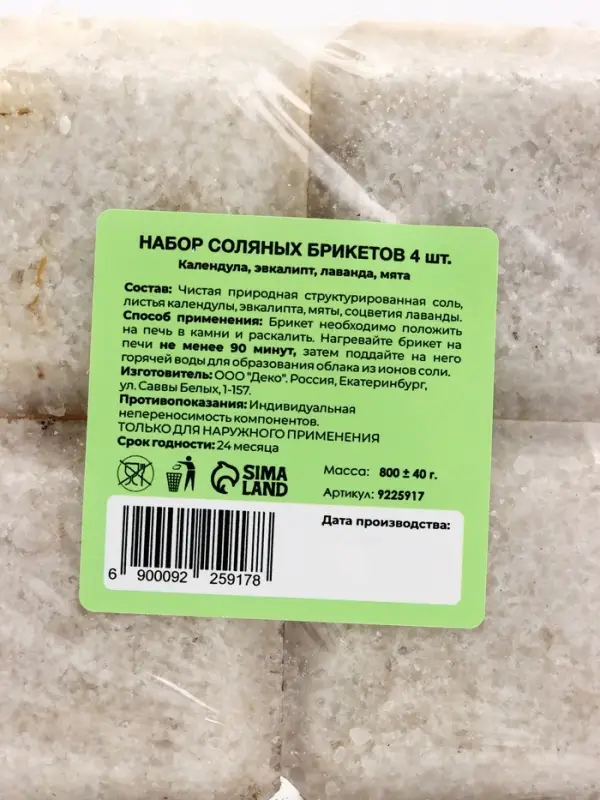 НАБОР СОЛЯНЫХ БРИКЕТОВ 4 шт.
Календула, эвкалипт, лаванда, мята
Состав: Чистая природная структурированная соль,
листья календулы, эвкалипта, мяты, соцветия лаванды.
Способ применения: Брикет необходимо положить
на печь в камни и раскалить. Нагревайте брикет на
печи не менее 90 минут, затем поддайте на него
горячей воды для образования облака из ионов соли.
Изготовитель: ООО "Деко". Россия, Екатеринбург,
ул. Саввы Белых, 1-157.
Противопоказания: Индивидуальная
непереносимость компонентов.
ТОЛЬКО ДЛЯ НАРУЖНОГО ПРИМЕНЕНИЯ
Срок годности: 24 месяца
SIMA
LAND
Масса: 800 ± 40 г.
Артикул: 9225917
Дата производства:
6 900092 259178